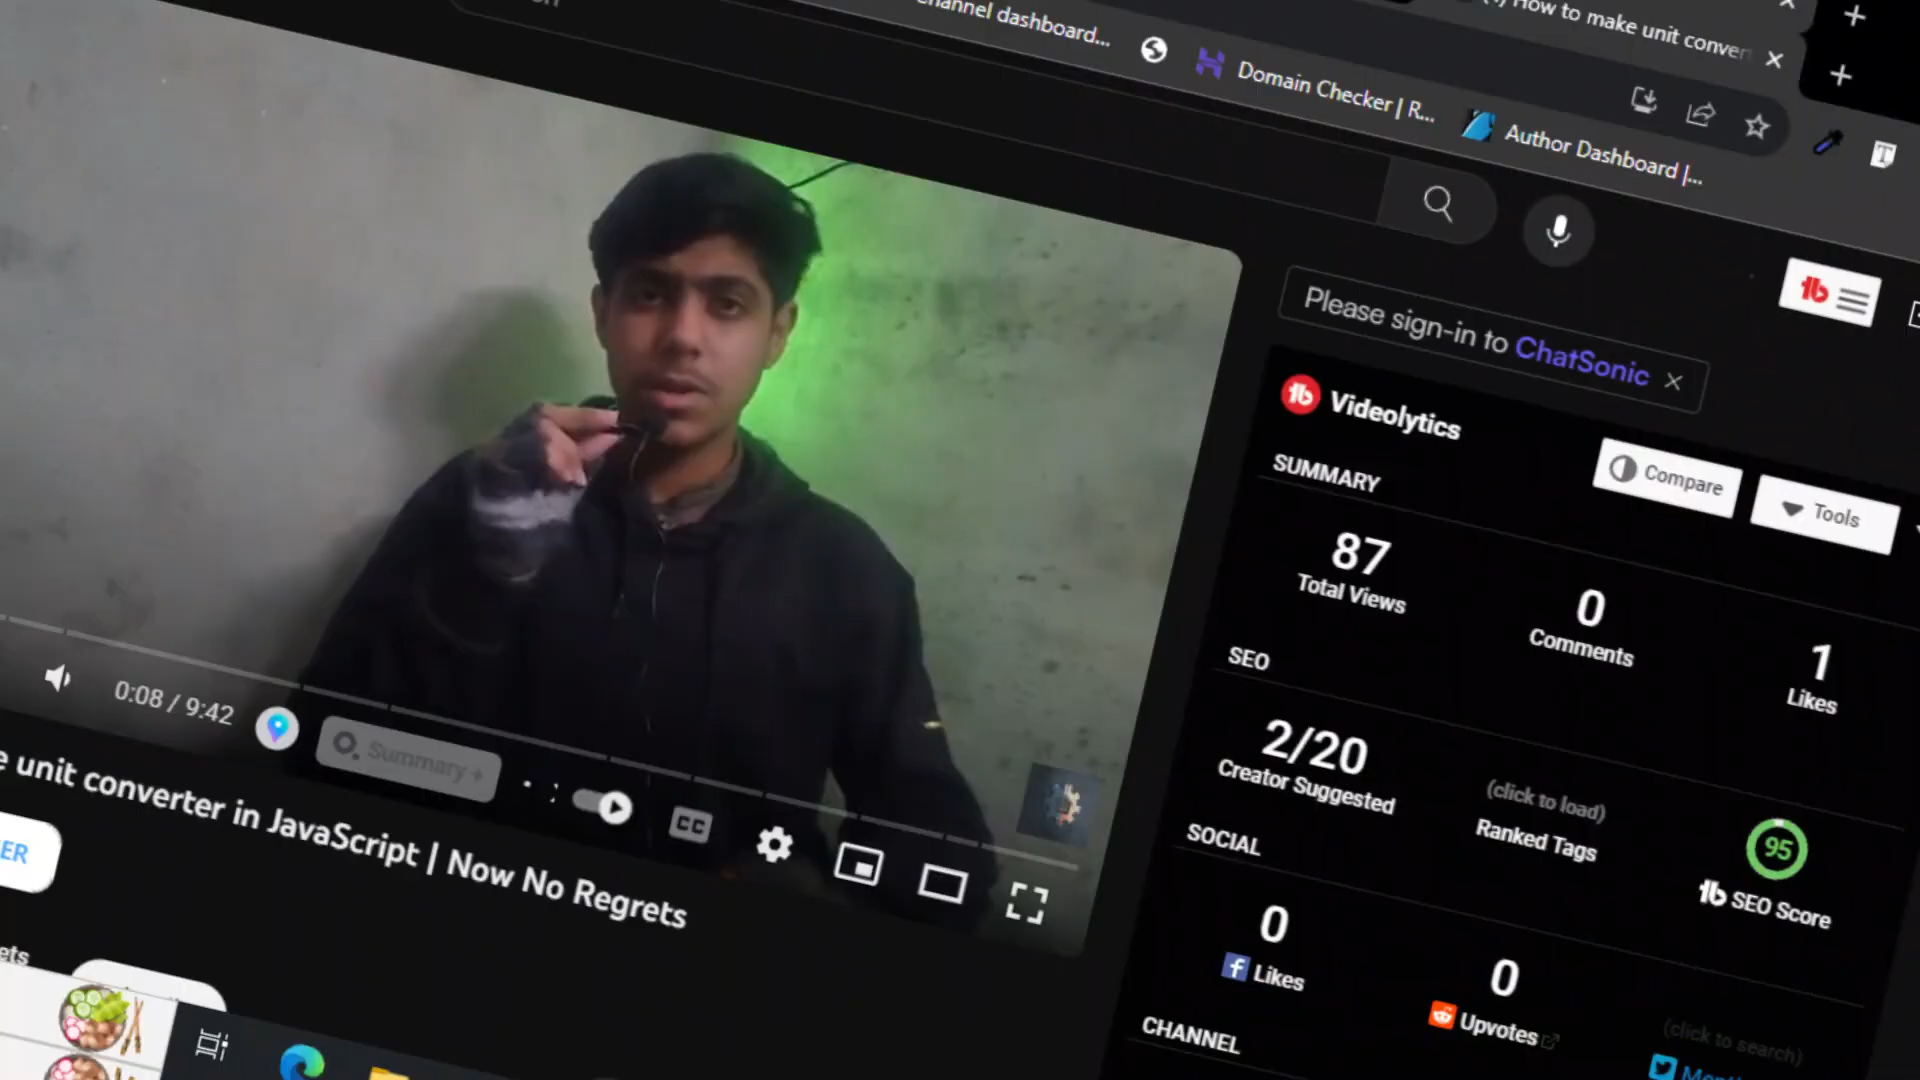 How to make unit conver
Channel dashboard...
Domain Checker | R...
Author Dashboard |...
T
Please sign-in to ChatSonic
Videolytics
SUMMARY
Compare
Tools
87
Total Views
0
Comments
1
Likes
SEO
2/20
Creator Suggested
(click to load)
Ranked Tags
95
SEO Score
SOCIAL
0
Likes
0
Upvotes
(click to search)
CHANNEL
0:08 / 9:42
Summary +
CC
e unit converter in JavaScript | Now No Regrets
ER
ets